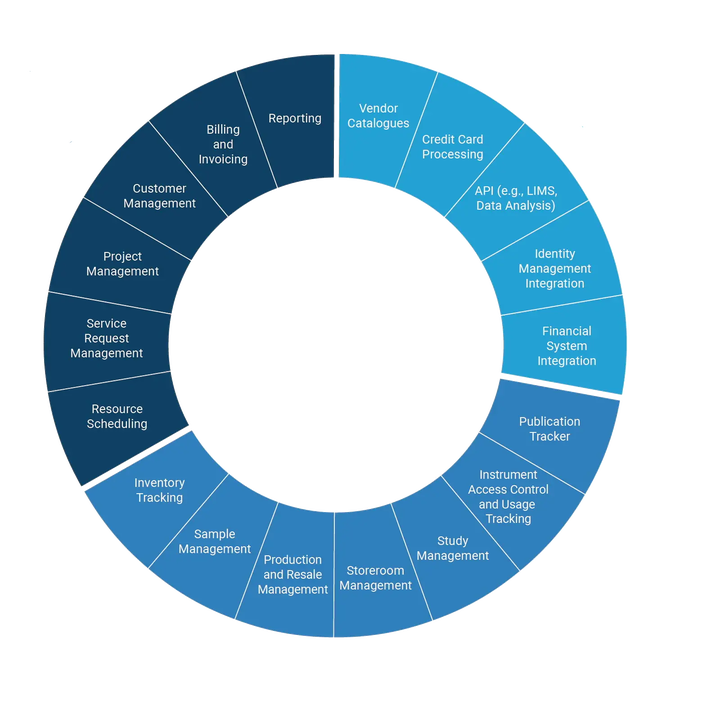 Vendor
Catalogues
Credit Card
Processing
API (e.g., LIMS,
Data Analysis)
Identity
Management
Integration
Financial
System
Integration
Publication
Tracker
Instrument
Access Control
and Usage
Tracking
Study
Management
Storeroom
Management
Production
and Resale
Management
Sample
Management
Inventory
Tracking
Resource
Scheduling
Service
Request
Management
Project
Management
Customer
Management
Billing
and
Invoicing
Reporting